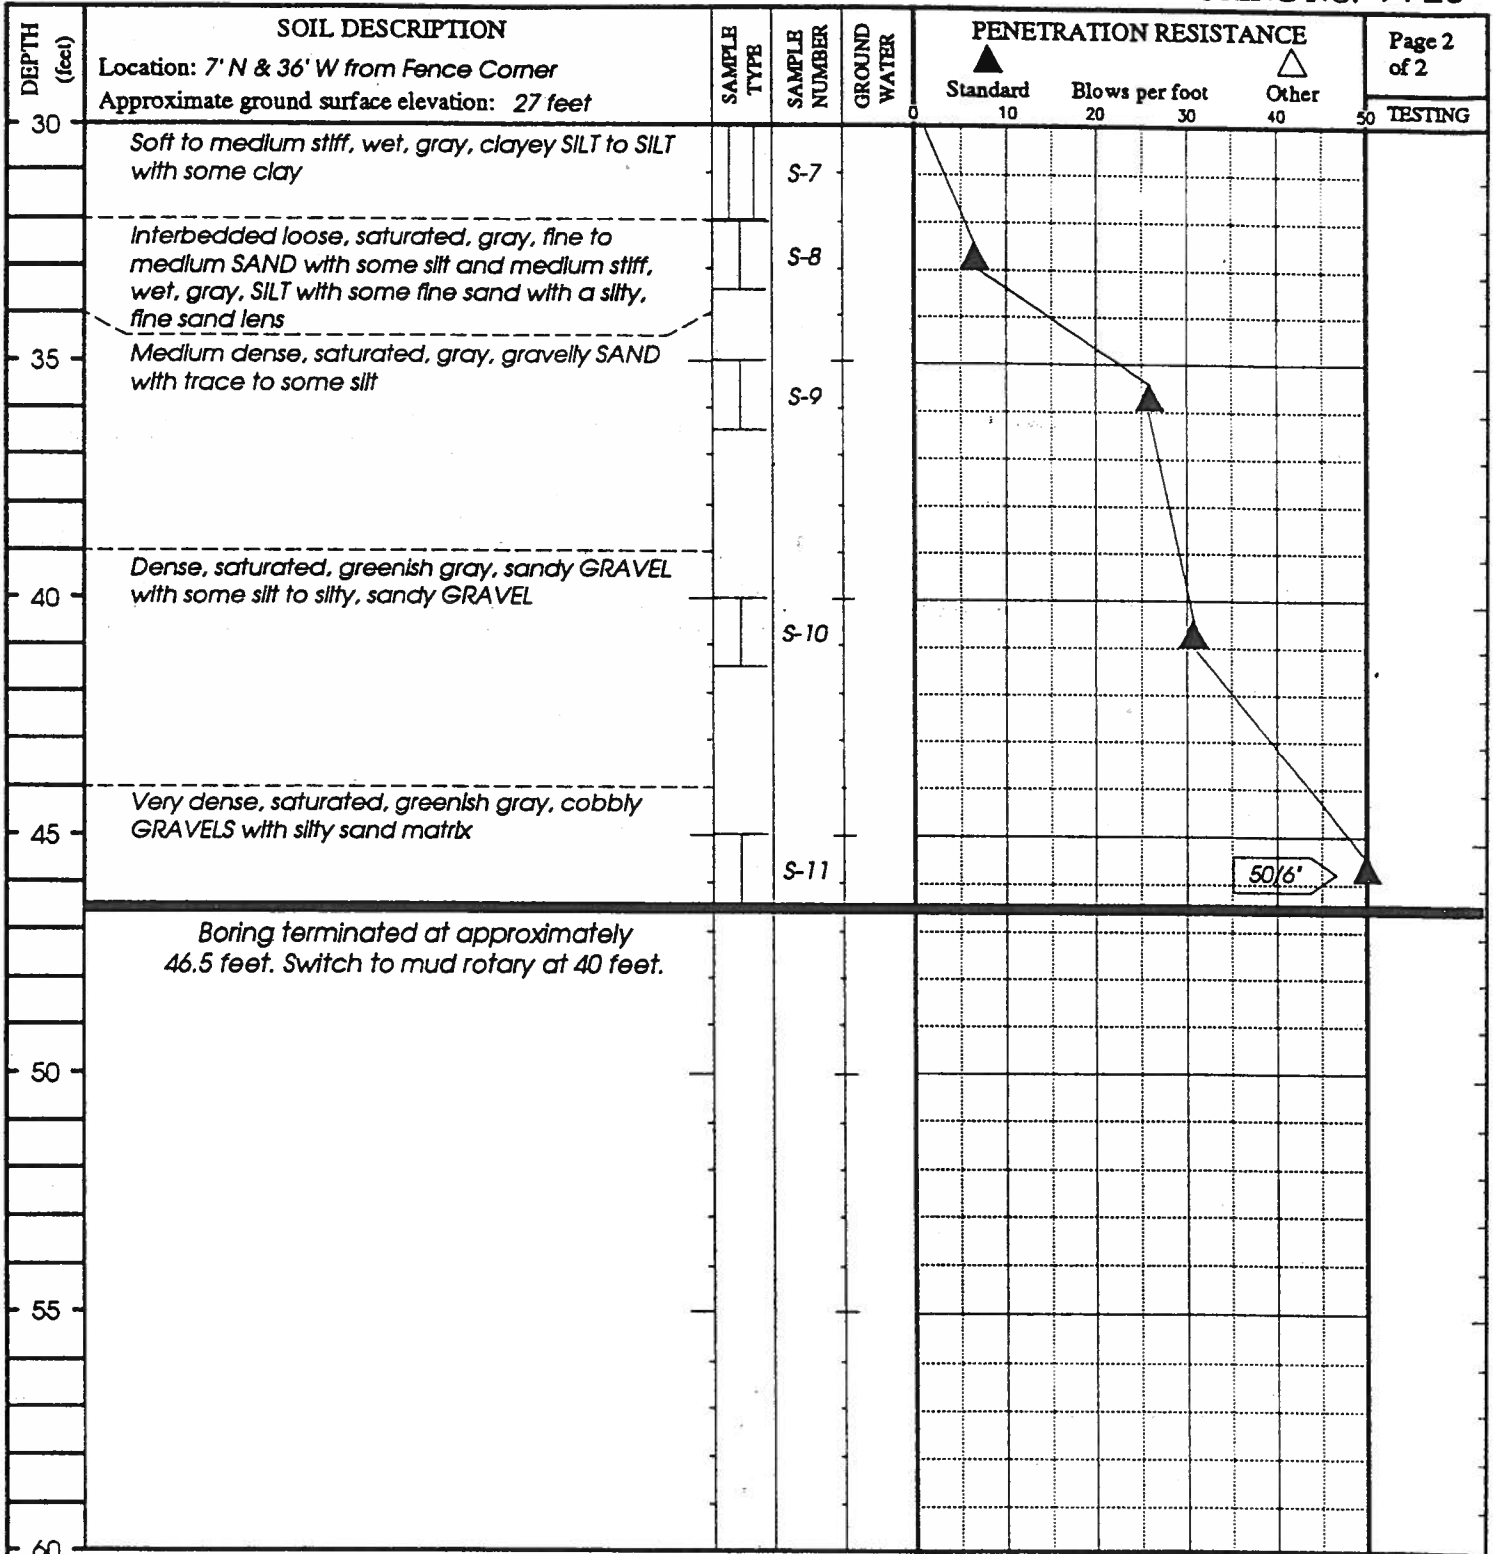 DEPTH (feet)
SOIL DESCRIPTION
Location: 7' N & 36' W from Fence Corner
Approximate ground surface elevation: 27 feet
SAMPLE TYPE
SAMPLE NUMBER
GROUND WATER
PENETRATION RESISTANCE
Standard Blows per foot Other
0 10 20 30 40 50
Page 2
of 2
TESTING
30
Soft to medium stiff, wet, gray, clayey SILT to SILT
with some clay
S-7
Interbedded loose, saturated, gray, fine to
medium SAND with some silt and medium stiff,
wet, gray, SILT with some fine sand with a silty,
fine sand lens
S-8
35
Medium dense, saturated, gray, gravelly SAND
with trace to some silt
S-9
Dense, saturated, greenish gray, sandy GRAVEL
with some silt to silty, sandy GRAVEL
40
S-10
Very dense, saturated, greenish gray, cobbly
GRAVELS with silty sand matrix
45
S-11
50/6'
Boring terminated at approximately
46.5 feet. Switch to mud rotary at 40 feet.
50
55
60